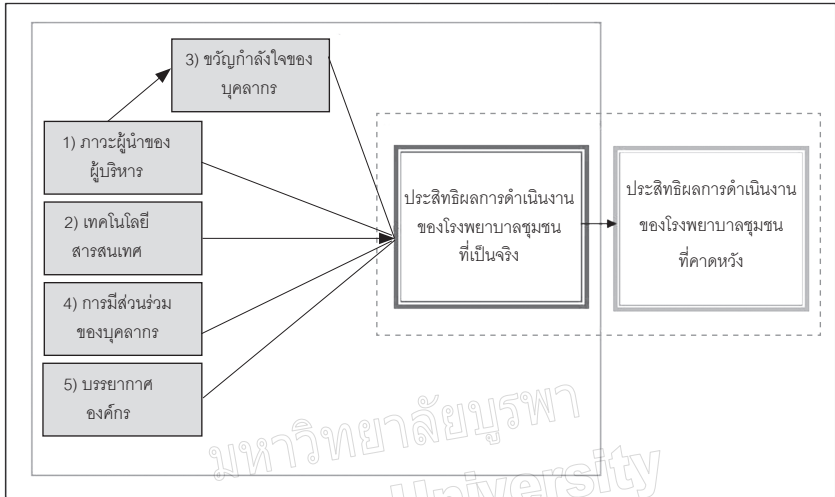 3) ขวัญกำลังใจของ
บุคลากร
1) ภาวะผู้นำของ
ผู้บริหาร
2) เทคโนโลยี
สารสนเทศ
4) การมีส่วนร่วม
ของบุคลากร
5) บรรยากาศ
องค์กร
ประสิทธิผลการดำเนินงาน
ของโรงพยาบาลชุมชน
ที่เป็นจริง
ประสิทธิผลการดำเนินงาน
ของโรงพยาบาลชุมชน
ที่คาดหวัง
มหาวิทยาลัยบูรพา
University